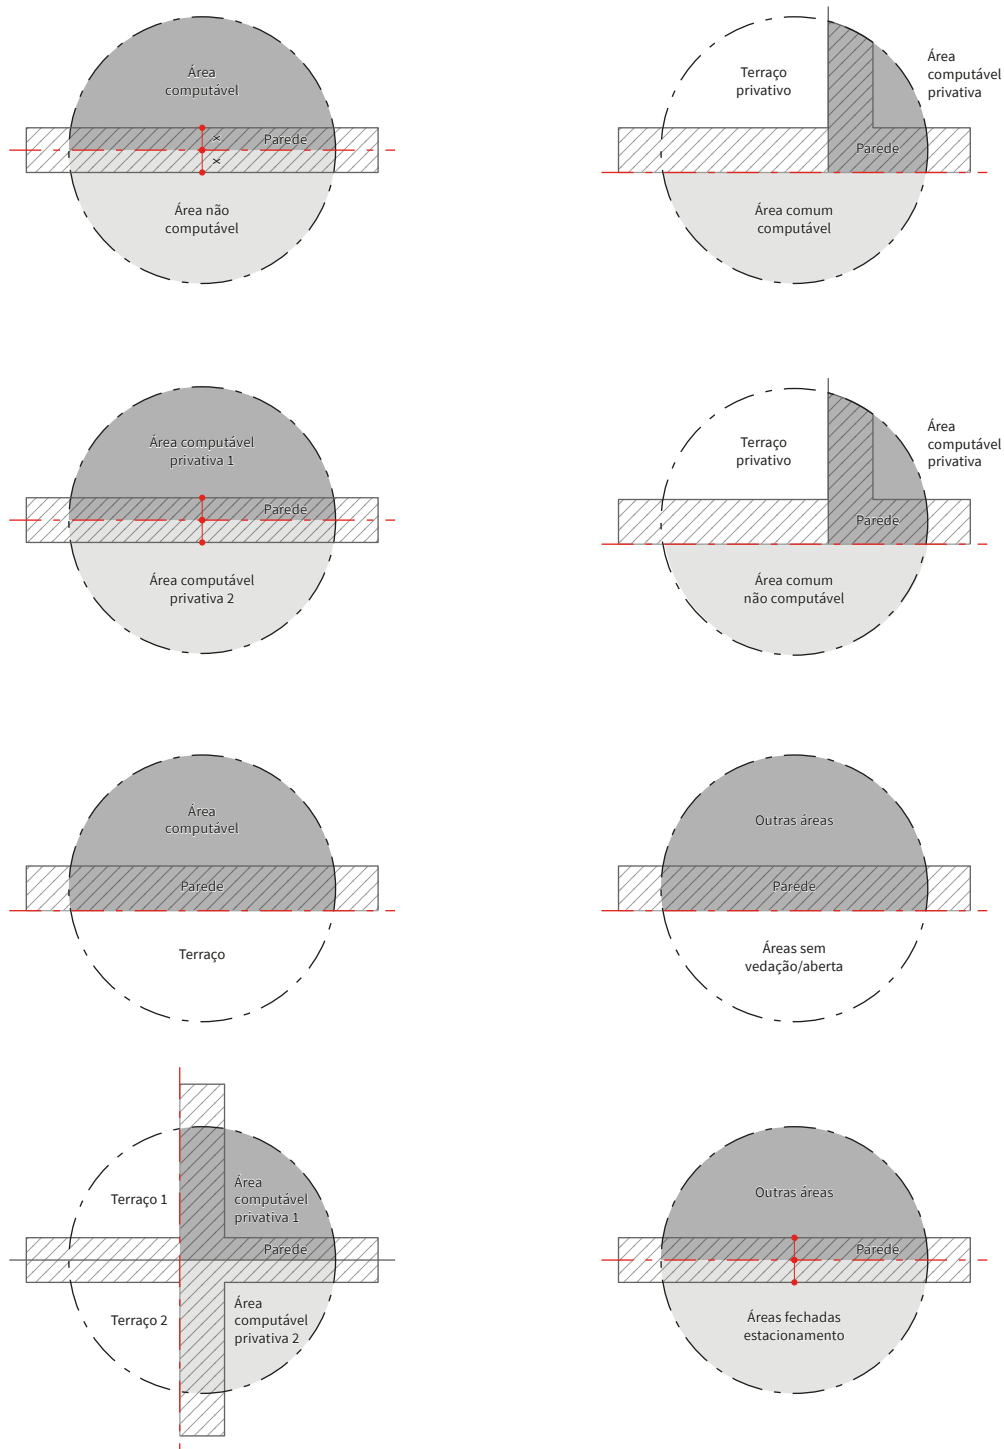 Área
computável
x
Parede
x
Área não
computável
Terraço
privativo
Área
computável
privativa
Parede
Área comum
computável
Área computável
privativa 1
Parede
Área computável
privativa 2
Terraço
privativo
Área
computável
privativa
Parede
Área comum
não computável
Área
computável
Parede
Terraço
Outras áreas
Parede
Áreas sem
vedação/aberta
Terraço 1
Área
computável
privativa 1
Parede
Terraço 2
Área
computável
privativa 2
Outras áreas
Parede
Áreas fechadas
estacionamento